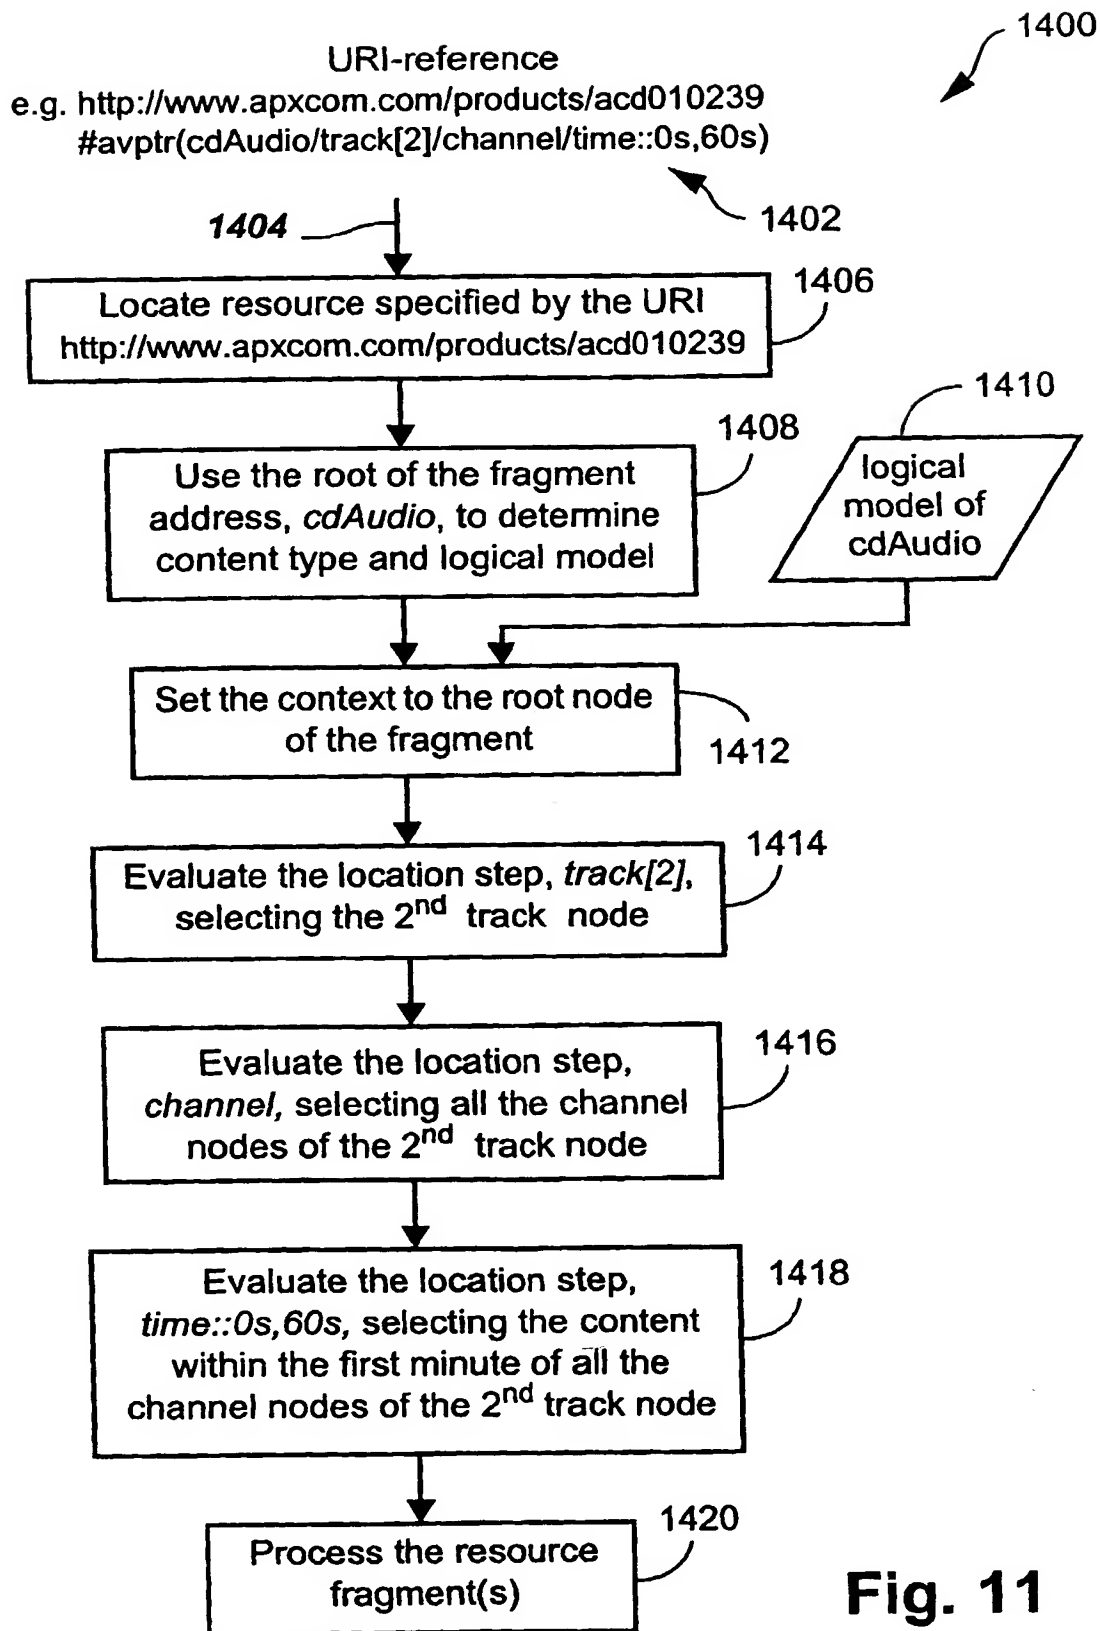 1400
URI-reference
e.g. http://www.apxcom.com/products/acd010239
#avptr(cdAudio/track[2]/channel/time::0s,60s)
1402
1404
1406
Locate resource specified by the URI
http://www.apxcom.com/products/acd010239
1410
1408
Use the root of the fragment
address, cdAudio, to determine
content type and logical model
logical
model of
cdAudio
Set the context to the root node
of the fragment
1412
1414
Evaluate the location step, track[2],
selecting the 2nd track node
1416
Evaluate the location step,
channel, selecting all the channel
nodes of the 2nd track node
1418
Evaluate the location step,
time::0s,60s, selecting the content
within the first minute of all the
channel nodes of the 2nd track node
1420
Process the resource
fragment(s)
Fig. 11